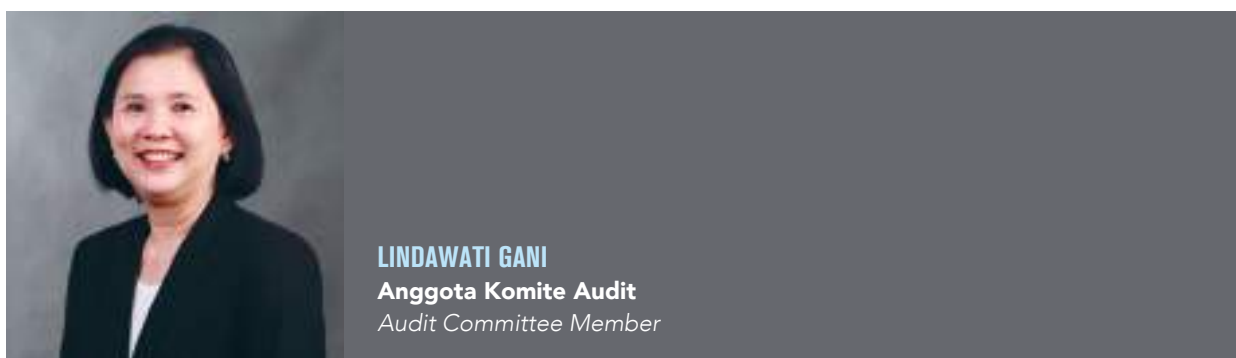 LINDAWATI GANI
Anggota Komite Audit
Audit Committee Member